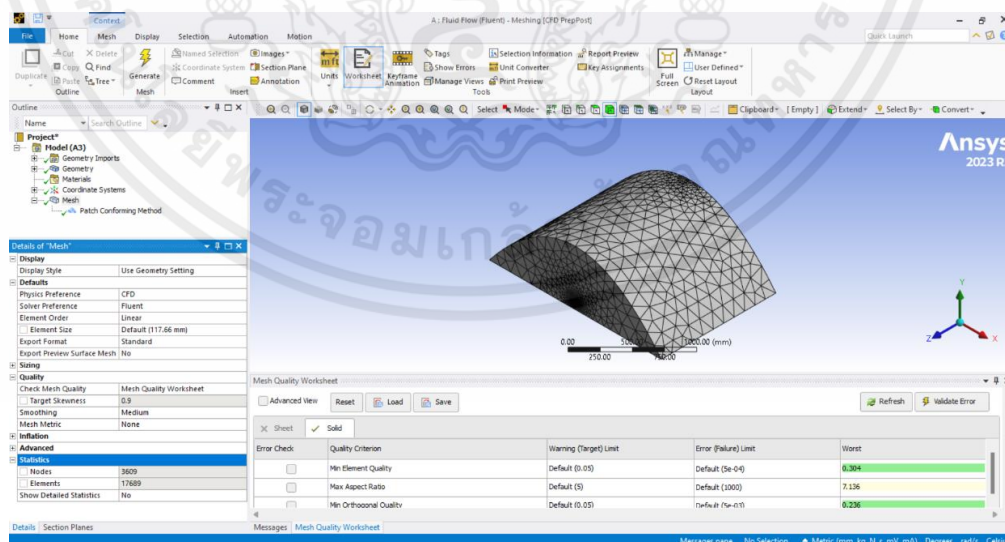 Context
A : Fluid Flow (Fluent) - Meshing [CFD PrepPost]
File Home Mesh Display Selection Automation Motion
Quick Launch
Duplicate
Cut
Copy
Paste
Delete
Find
Tree
Outline
Generate
Mesh
Named Selection
Coordinate System
Comment
Images
Section Plane
Annotation
Insert
Units
Worksheet
Keyframe
Animation
Tags
Show Errors
Manage Views
Selection Information
Unit Converter
Print Preview
Report Preview
Key Assignments
Tools
Full
Screen
Manage
User Defined
Reset Layout
Layout
Outline
Select Mode Clipboard [Empty] Extend Select By Convert
Name Search Outline
Project*
Model (A3)
Geometry Imports
Geometry
Materials
Coordinate Systems
Mesh
Patch Conforming Method
Ansys
2023 R
Details of "Mesh"
Display
Display Style Use Geometry Setting
Defaults
Physics Preference CFD
Solver Preference Fluent
Element Order Linear
Element Size Default (117.66 mm)
Export Format Standard
Export Preview Surface Mesh No
Sizing
Quality
Check Mesh Quality Mesh Quality Worksheet
Target Skewness 0.9
Smoothing Medium
Mesh Metric None
Inflation
Advanced
Statistics
Nodes 3609
Elements 17689
Show Detailed Statistics No
Details Section Planes
0.00
(mm)
250.00
Y
Z
X
Mesh Quality Worksheet
Advanced View Reset Load Save Refresh Validate Error
Sheet Solid
Error Check Quality Criterion Warning (Target) Limit Error (Failure) Limit Worst
Min Element Quality Default (0.05) Default (5e-04) 0.304
Max Aspect Ratio Default (5) Default (1000) 7.136
Min Orthogonal Quality Default (0.05) Default (5e-03) 0.236
Messages Mesh Quality Worksheet
Messages pane No Selection Metric (mm, kg, N, s, mV, mA) Degrees rad/s Celsi